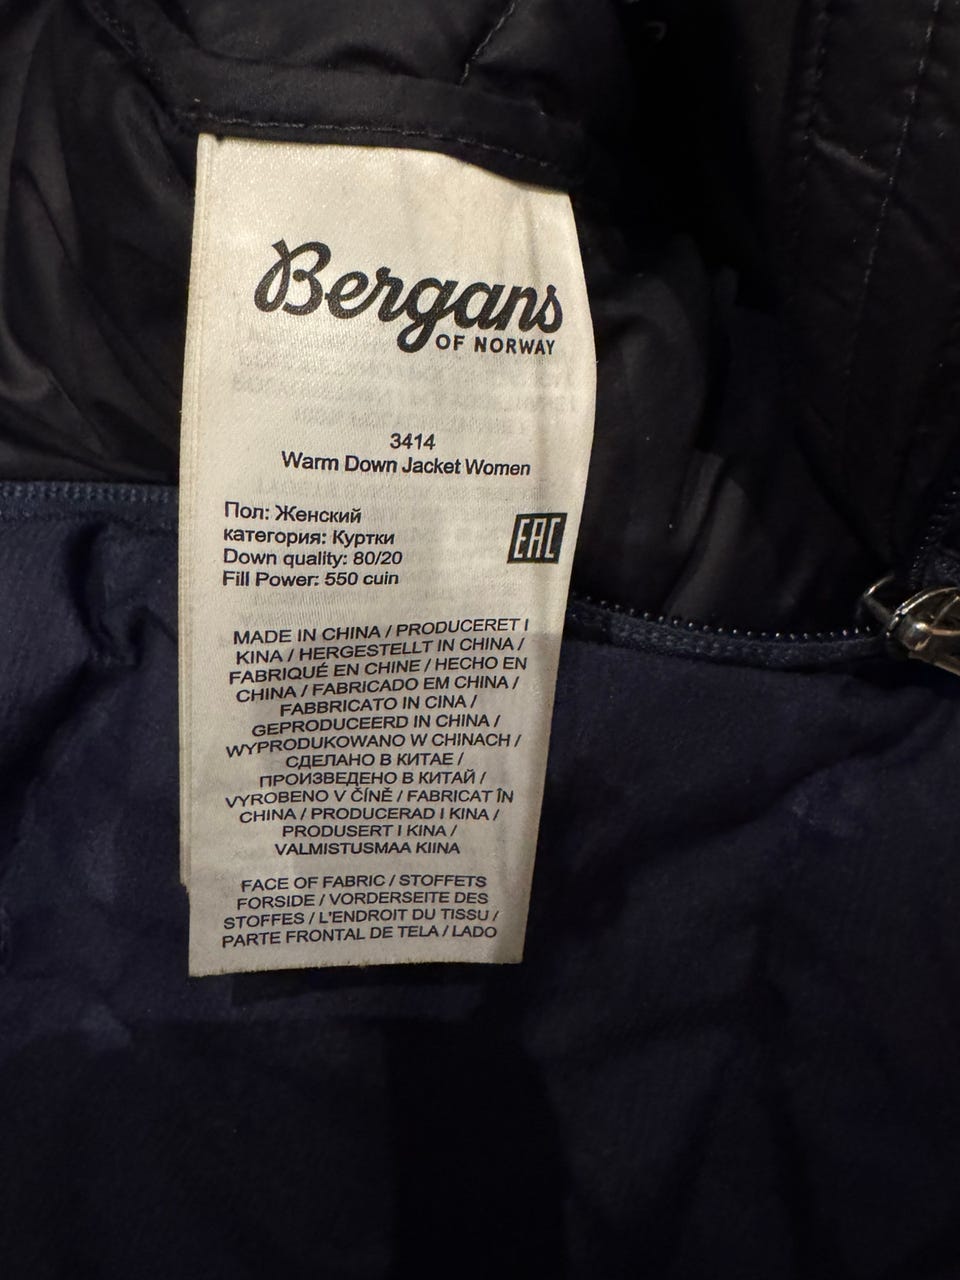 Bergans
OF NORWAY
3414
Warm Down Jacket Women
Пол: Женский
категория: Куртки
Down quality: 80/20
Fill Power: 550 cuin
EAC
MADE IN CHINA / PRODUCERET I
KINA / HERGESTELLT IN CHINA /
FABRIQUÉ EN CHINE / HECHO EN
CHINA / FABRICADO EM CHINA /
FABBRICATO IN CINA /
GEPRODUCEERD IN CHINA /
WYPRODUKOWANO W CHINACH /
СДЕЛАНО В КИТАЕ /
ПРОИЗВЕДЕНО В КИТАЙ /
VYROBENO V ČÍNĚ / FABRICAT ÎN
CHINA / PRODUCERAD I KINA /
PRODUSERT I KINA /
VALMISTUSMAA KIINA
FACE OF FABRIC / STOFFETS
FORSIDE / VORDERSEITE DES
STOFFES / L'ENDROIT DU TISSU /
PARTE FRONTAL DE TELA / LADO